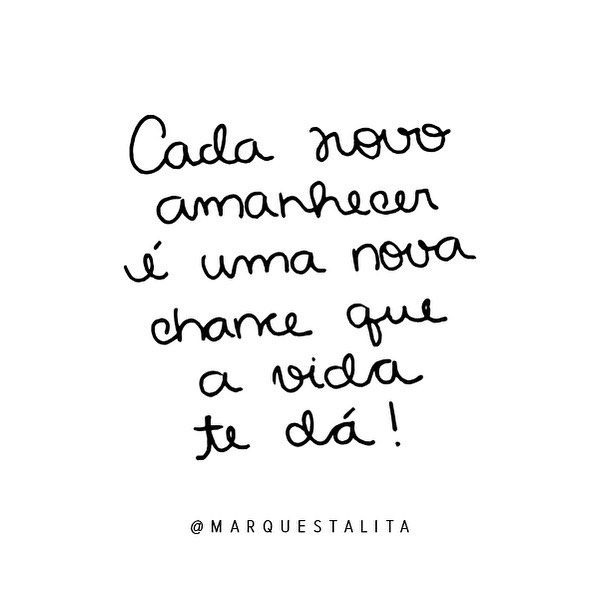 Cada novo
amanhecer
é uma nova
chance que
a vida
te dá!
@MARQUESTALITA